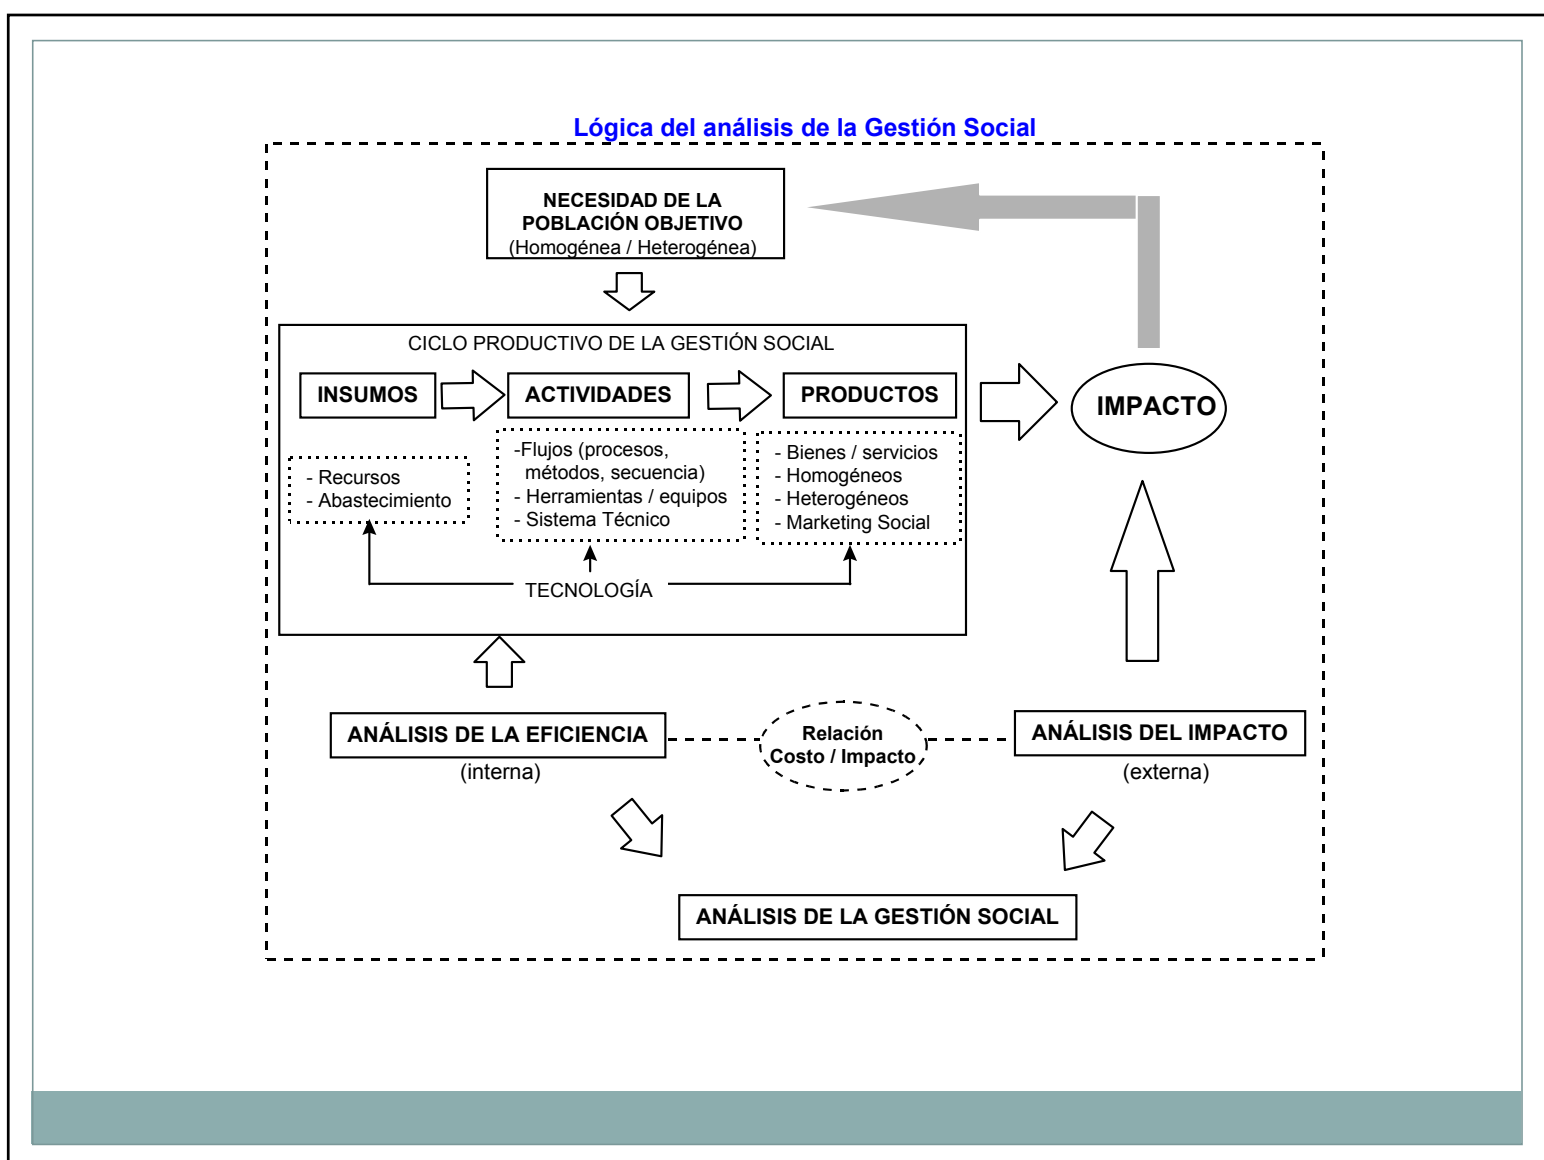 Lógica del análisis de la Gestión Social
NECESIDAD DE LA
POBLACIÓN OBJETIVO
(Homogénea / Heterogénea)
CICLO PRODUCTIVO DE LA GESTIÓN SOCIAL
INSUMOS
ACTIVIDADES
PRODUCTOS
IMPACTO
- Recursos
- Abastecimiento
-Flujos (procesos,
métodos, secuencia)
- Herramientas / equipos
- Sistema Técnico
- Bienes / servicios
- Homogéneos
- Heterogéneos
- Marketing Social
TECNOLOGÍA
ANÁLISIS DE LA EFICIENCIA
(interna)
Relación
Costo / Impacto
ANÁLISIS DEL IMPACTO
(externa)
ANÁLISIS DE LA GESTIÓN SOCIAL